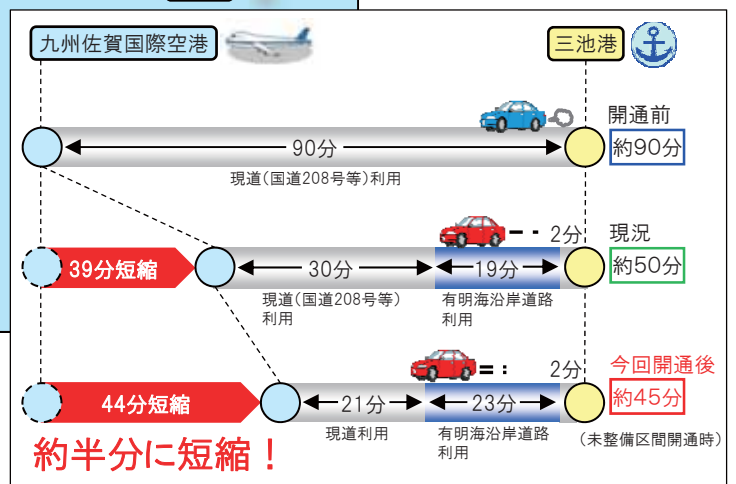 九州佐賀国際空港
三池港
開通前
約90分
90分
現道(国道208号等)利用
現況
約50分
39分短縮
30分
19分
2分
現道(国道208号等)
利用
有明海沿岸道路
利用
今回開通後
約45分
44分短縮
21分
23分
2分
現道利用
有明海沿岸道路
利用
(未整備区間開通時)
約半分に短縮!